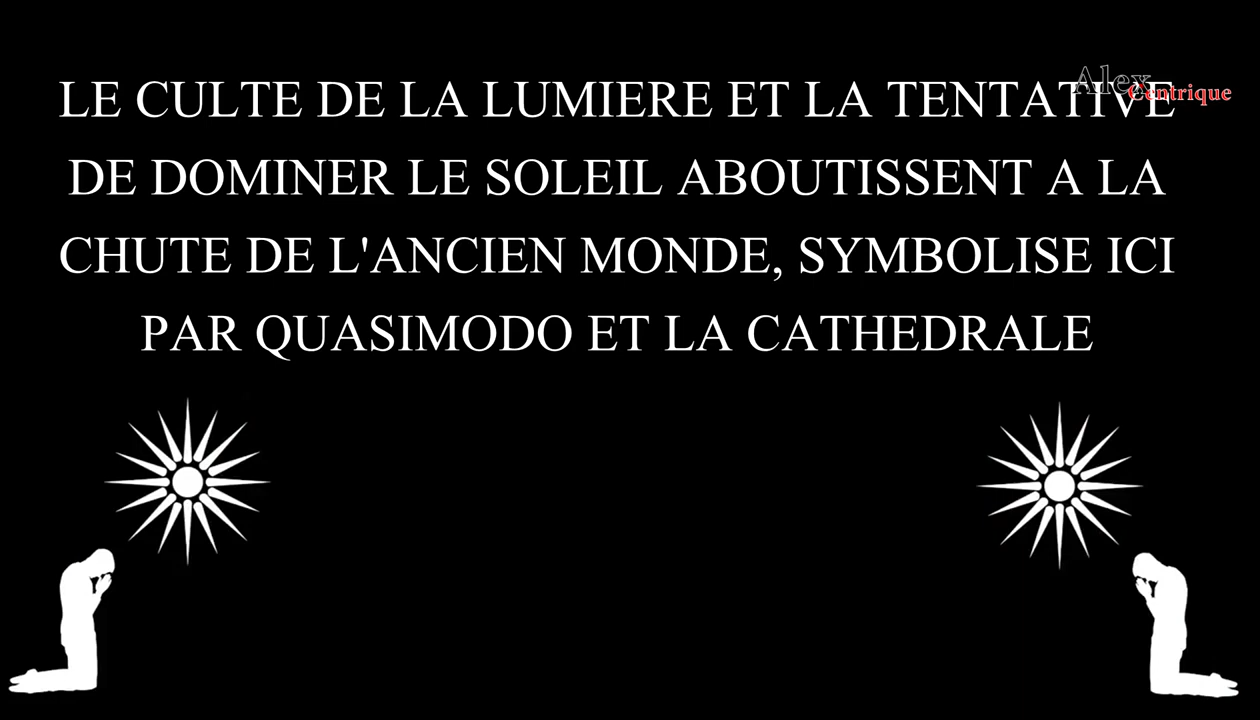 LE CULTE DE LA LUMIERE ET LA TENTATIVE
DE DOMINER LE SOLEIL ABOUTISSENT A LA
CHUTE DE L'ANCIEN MONDE, SYMBOLISE ICI
PAR QUASIMODO ET LA CATHEDRALE
Alex
Centrique